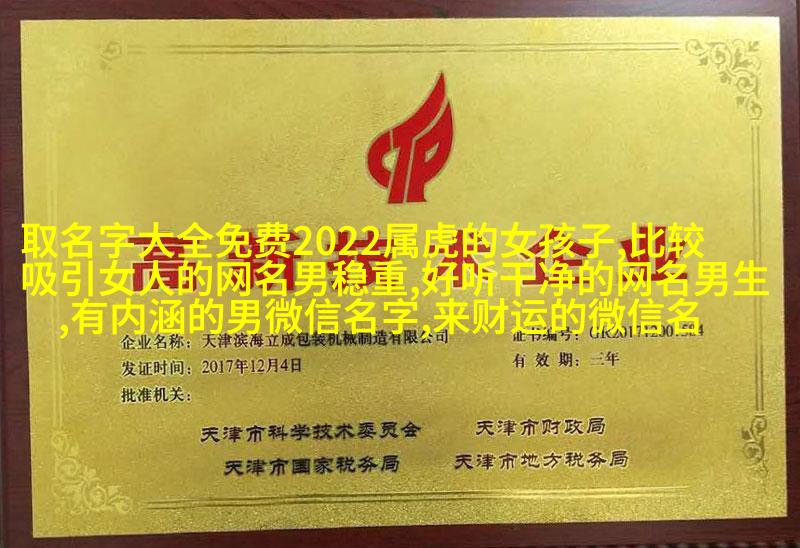 取名字大全免费2022属虎的女孩子,比较
吸引女人的网名男稳重,好听干净的网名男生
,有内涵的男微信名字,来财运的微信名
高新技术企业
企业名称：天津滨海立成包装机械制造有限公司
证书编号：GR201712001584
发证时间：2017年12月4日
有效期：三年
批准机关：
天津市科学技术委员会
天津市财政局
天津市国家税务局
天津市地方税务局